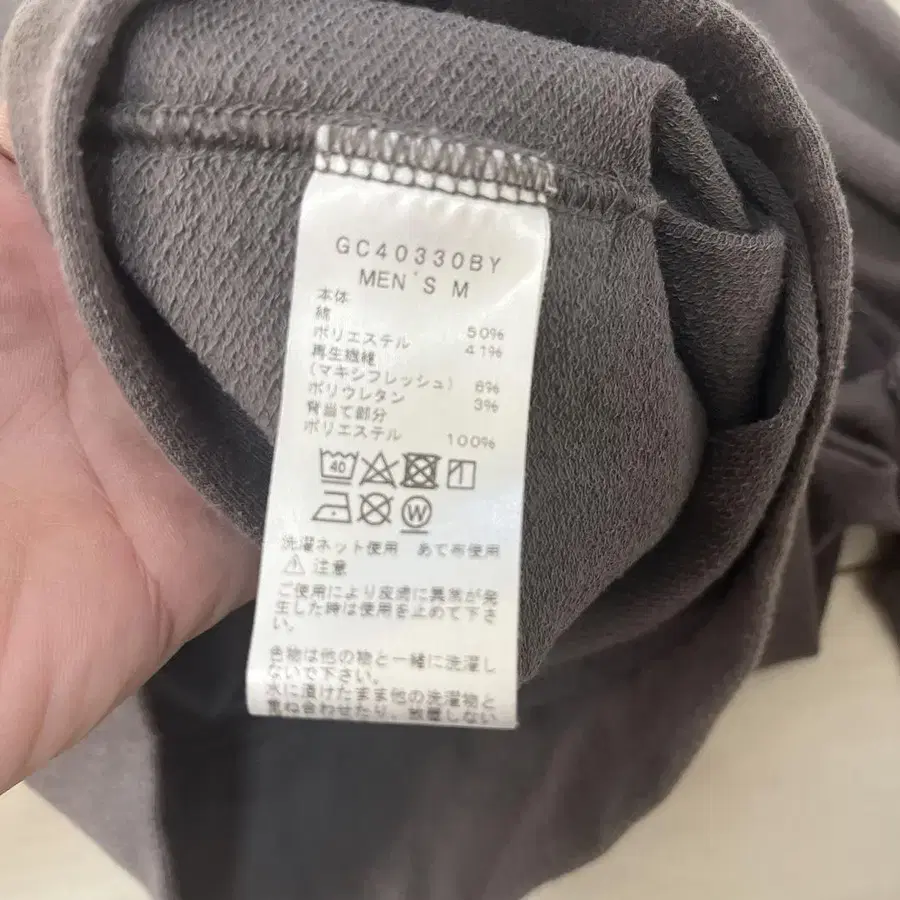 GC40330BY
MEN'S M
本体
綿 50%
ポリエステル 41%
再生繊維
(マキシフレッシュ) 6%
ポリウレタン 3%
背当て部分
ポリエステル 100%
40
W
洗濯ネット使用 あて布使用
注意
ご使用により皮膚に異常が発
生した時は使用を止めて下さ
い。
色物は他の物と一緒に洗濯し
ないで下さい。
水に漬けたまま他の洗濯物と
重ね合わせたり、放置しない